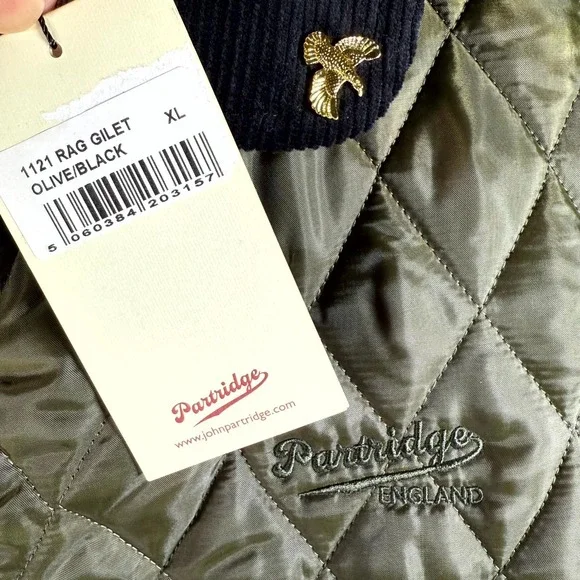 1121 RAG GILET XL
OLIVE/BLACK
5 060384 203157
Partridge
www.johnpartridge.com
Partridge
ENGLAND